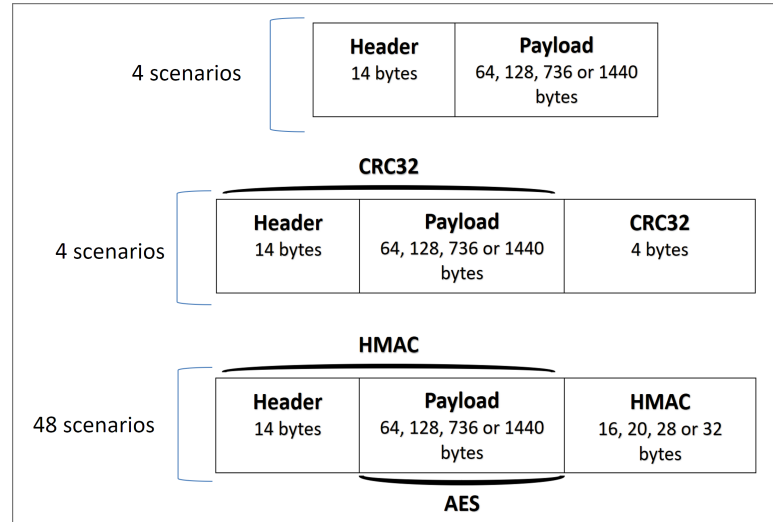 4 scenarios
Header
14 bytes
Payload
64, 128, 736 or 1440
bytes
CRC32
4 scenarios
Header
14 bytes
Payload
64, 128, 736 or 1440
bytes
CRC32
4 bytes
HMAC
48 scenarios
Header
14 bytes
Payload
64, 128, 736 or 1440
bytes
HMAC
16, 20, 28 or 32
bytes
AES